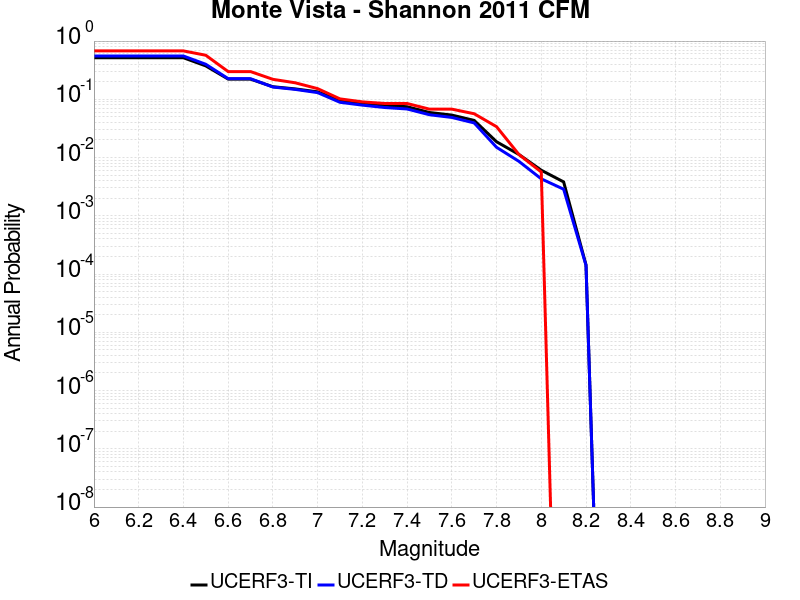 Monte Vista - Shannon 2011 CFM
10^0
10^-1
10^-2
10^-3
10^-4
10^-5
10^-6
10^-7
10^-8
Annual Probability
6 6.2 6.4 6.6 6.8 7 7.2 7.4 7.6 7.8 8 8.2 8.4 8.6 8.8 9
Magnitude
UCERF3-TI UCERF3-TD UCERF3-ETAS